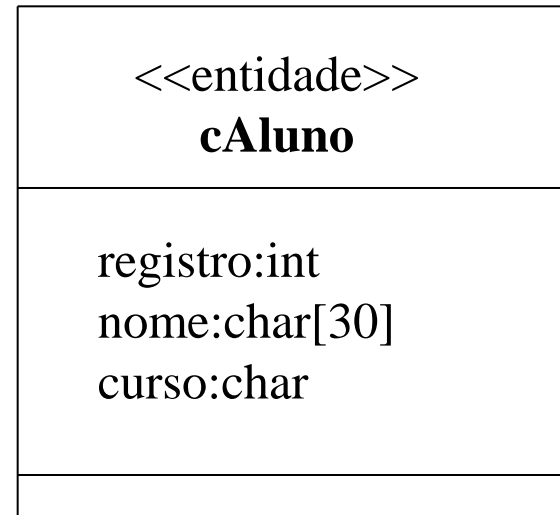 <<entidade>>
cAluno
registro:int
nome:char[30]
curso:char